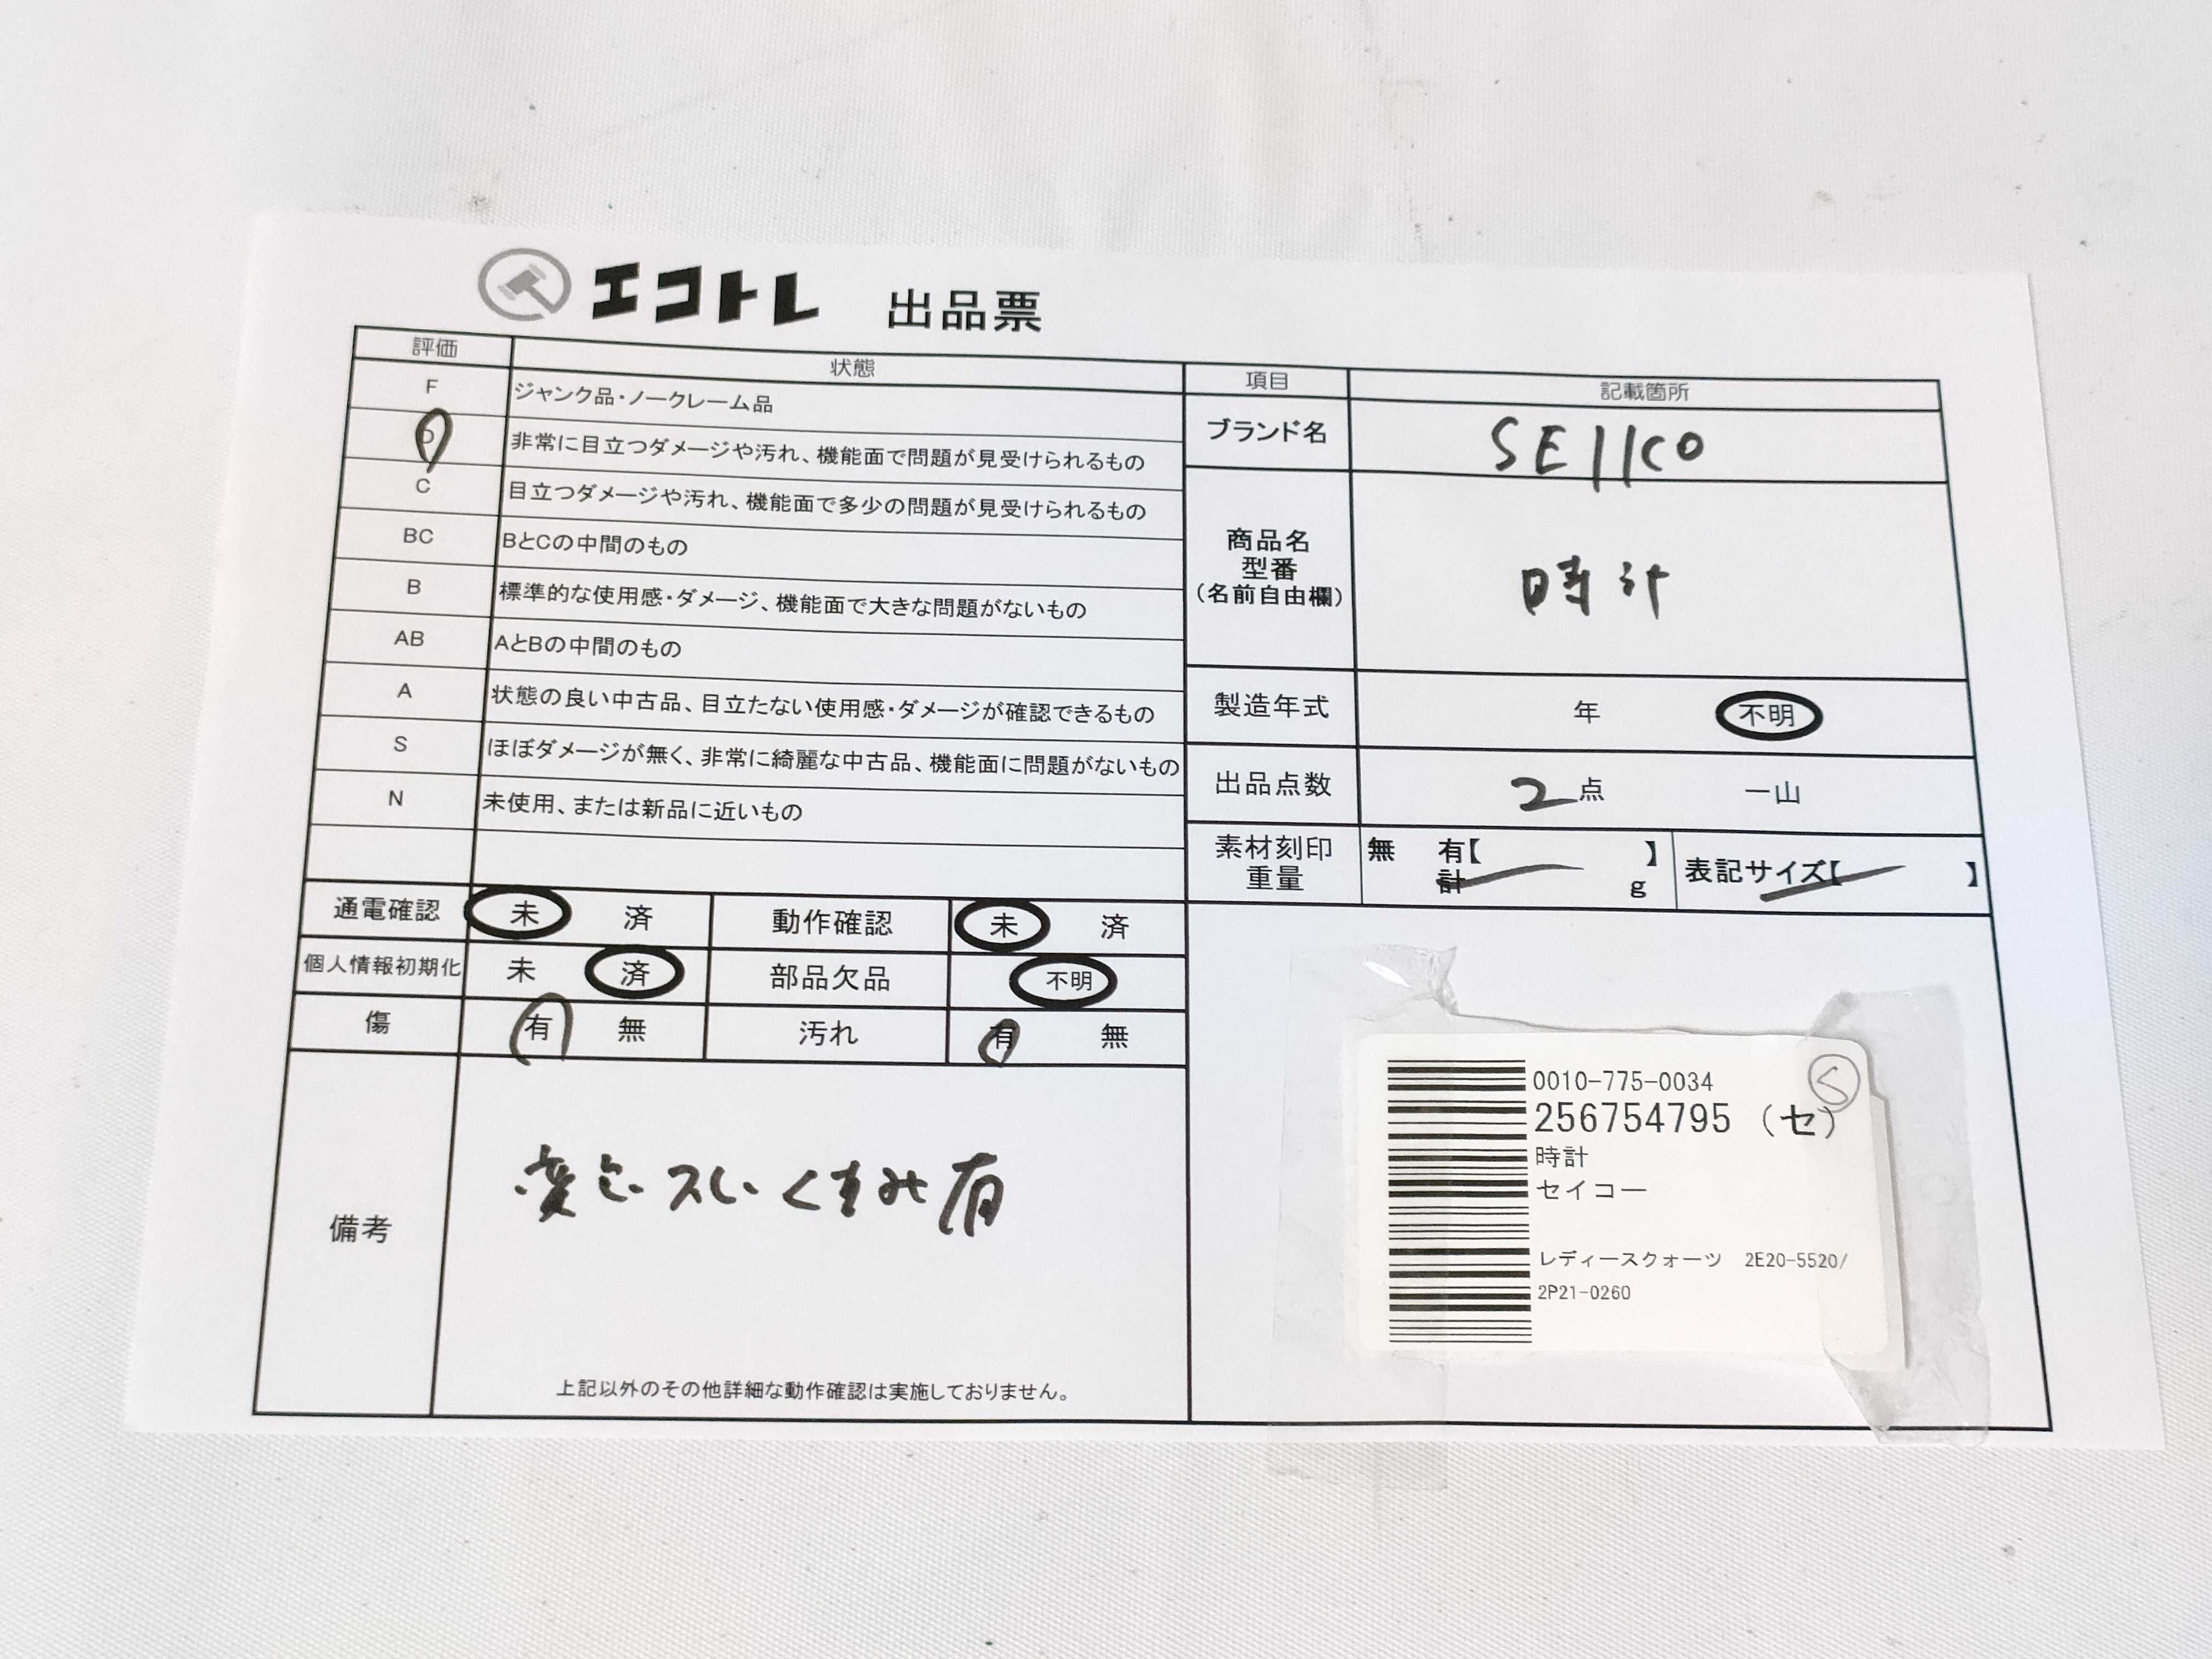 エコトレ 出品票
評価 状態
F ジャンク品・ノークレーム品
D 非常に目立つダメージや汚れ、機能面で問題が見受けられるもの
C 目立つダメージや汚れ、機能面で多少の問題が見受けられるもの
BC BとCの中間のもの
B 標準的な使用感・ダメージ、機能面で大きな問題がないもの
AB AとBの中間のもの
A 状態の良い中古品、目立たない使用感・ダメージが確認できるもの
S ほぼダメージが無く、非常に綺麗な中古品、機能面に問題がないもの
N 未使用、または新品に近いもの
通電確認 未 済 動作確認 未 済
個人情報初期化 未 済 部品欠品 不明
傷 有 無 汚れ 有 無
備考
変色・スレ・くすみ有
上記以外のその他詳細な動作確認は実施しておりません。
項目 記載箇所
ブランド名 SEIKO
商品名
型番
(名前自由欄)
時計
製造年式 年 不明
出品点数 2点 一山
素材刻印 無 有【 】
重量 計 g
表記サイズ【 】
0010-775-0034 く
256754795 (セ)
時計
セイコー
レディースクォーツ 2E20-5520/
2P21-0260